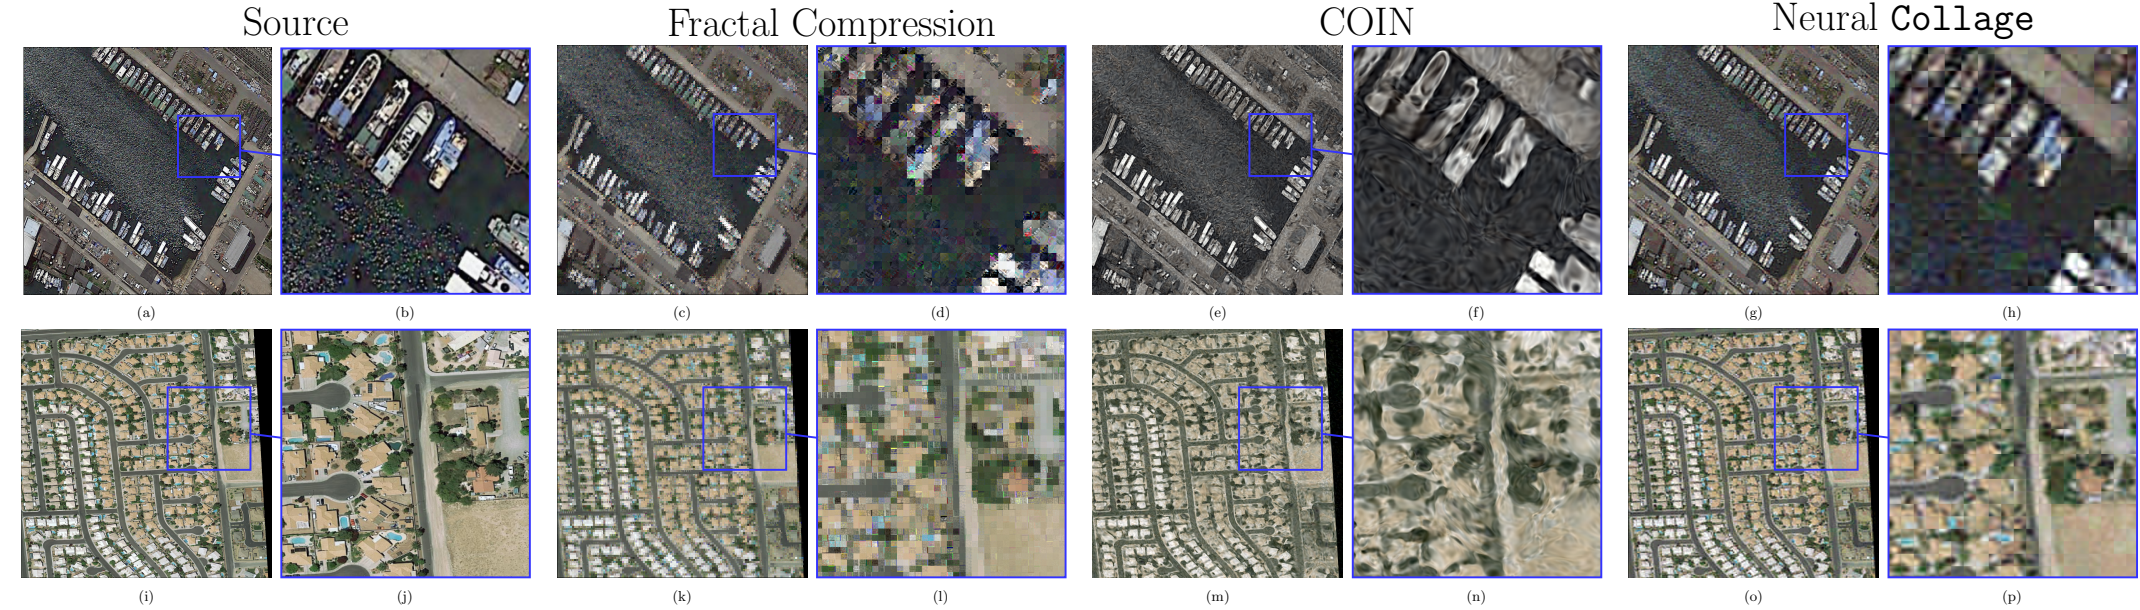 Source Fractal Compression COIN Neural Collage
(a) (b) (c) (d) (e) (f) (g) (h)
(i) (j) (k) (l) (m) (n) (o) (p)